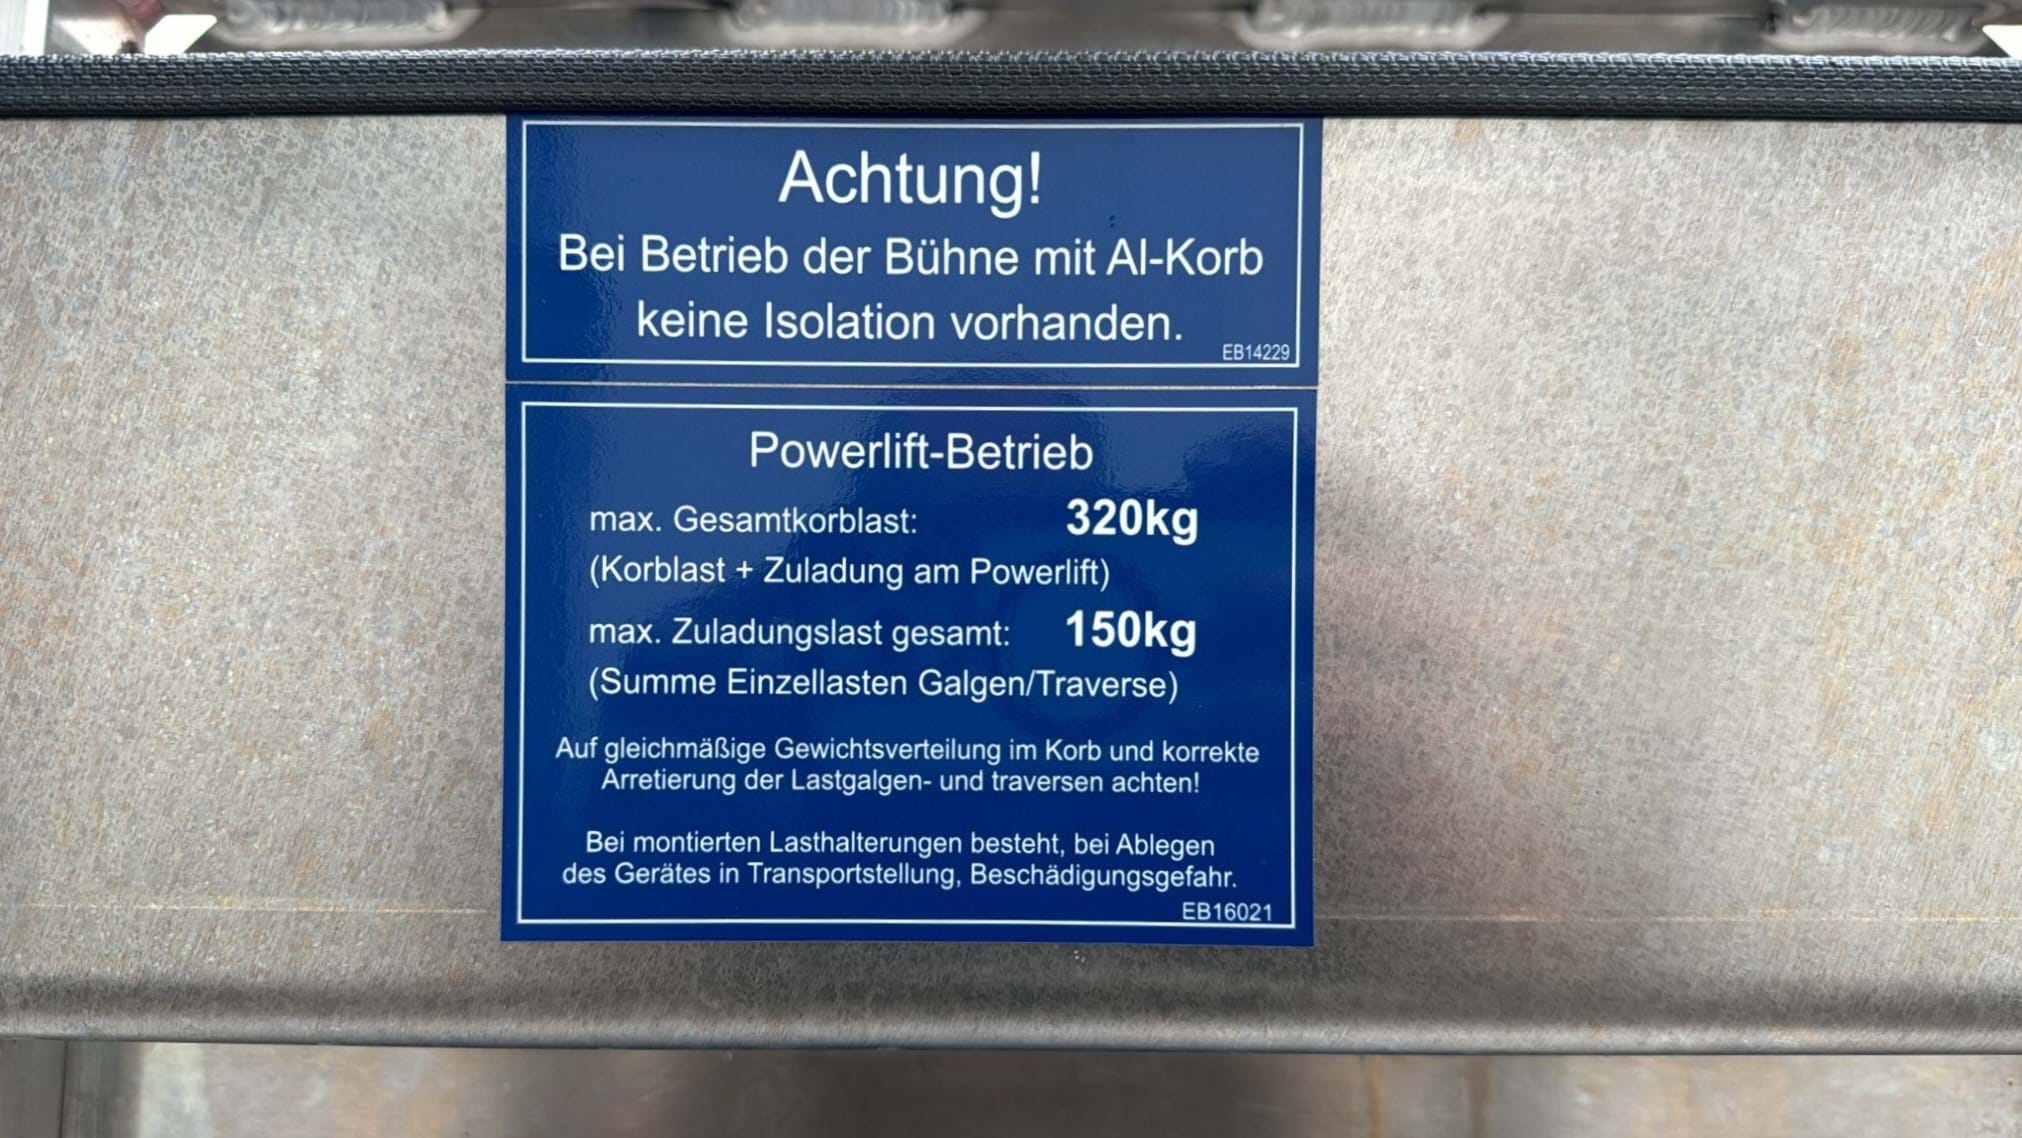 Achtung!
Bei Betrieb der Bühne mit Al-Korb
keine Isolation vorhanden.
EB14229
Powerlift-Betrieb
max. Gesamtkorblast: 320kg
(Korblast + Zuladung am Powerlift)
max. Zuladungslast gesamt: 150kg
(Summe Einzellasten Galgen/Traverse)
Auf gleichmäßige Gewichtsverteilung im Korb und korrekte
Arretierung der Lastgalgen- und traversen achten!
Bei montierten Lasthalterungen besteht, bei Ablegen
des Gerätes in Transportstellung, Beschädigungsgefahr.
EB16021